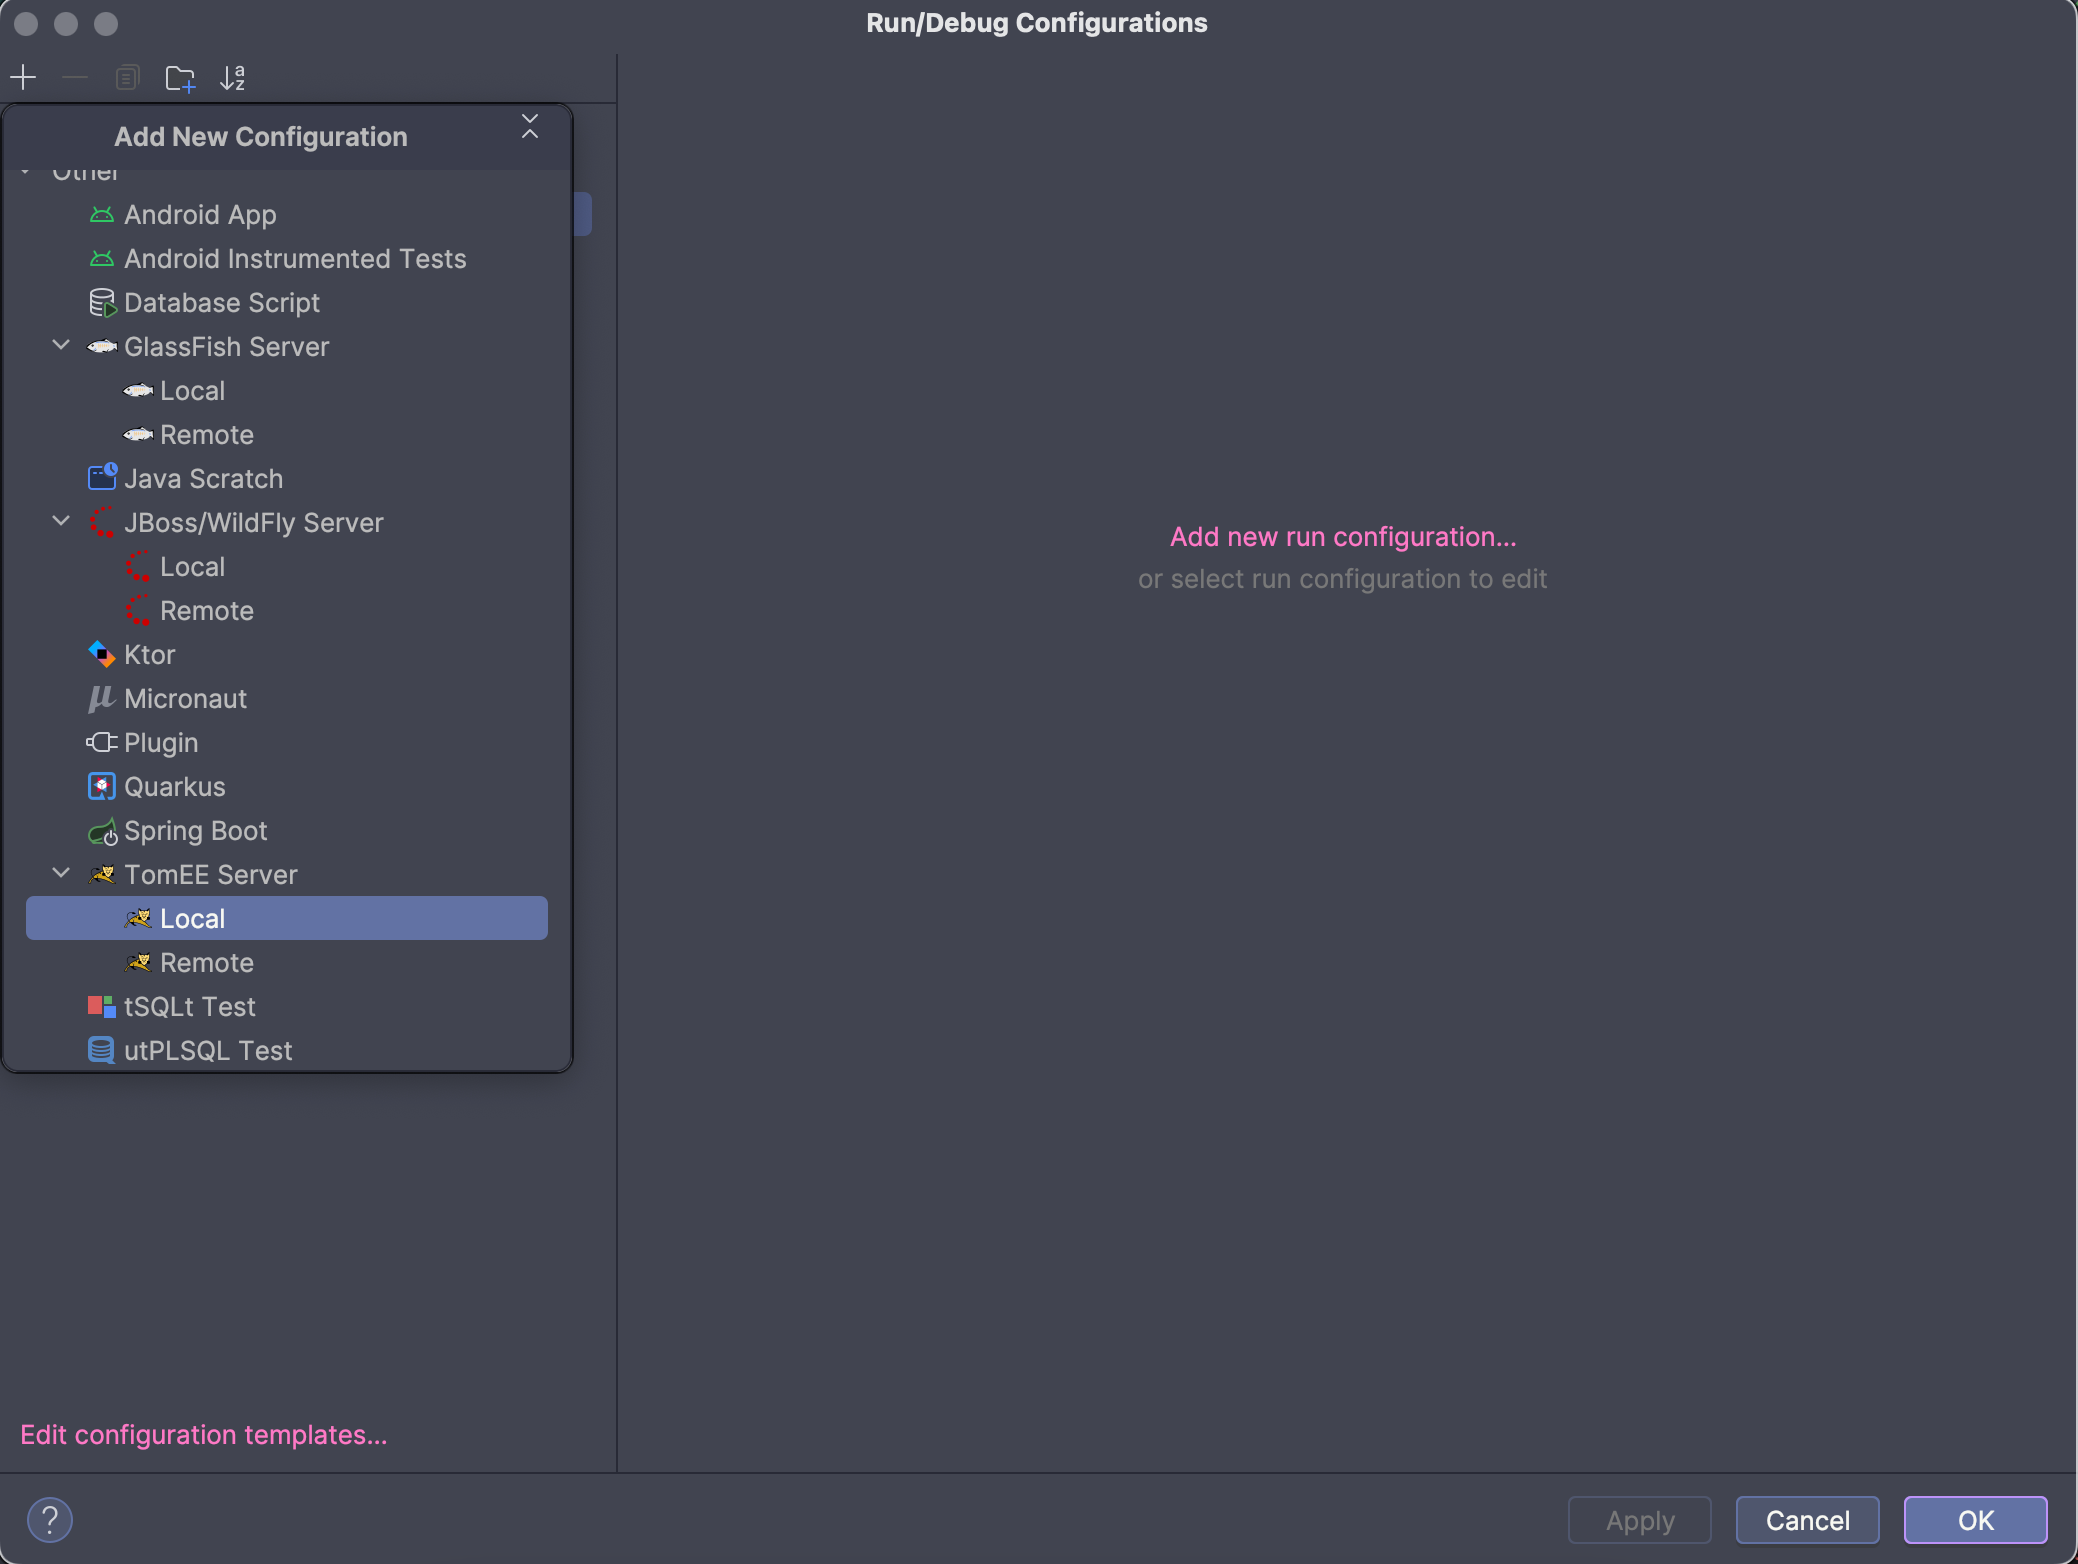 Run/Debug Configurations
Add New Configuration
Other
Android App
Android Instrumented Tests
Database Script
GlassFish Server
Local
Remote
Java Scratch
JBoss/WildFly Server
Local
Remote
Ktor
Micronaut
Plugin
Quarkus
Spring Boot
TomEE Server
Local
Remote
tSQLt Test
utPLSQL Test
Add new run configuration...
or select run configuration to edit
Edit configuration templates...
?
Apply
Cancel
OK